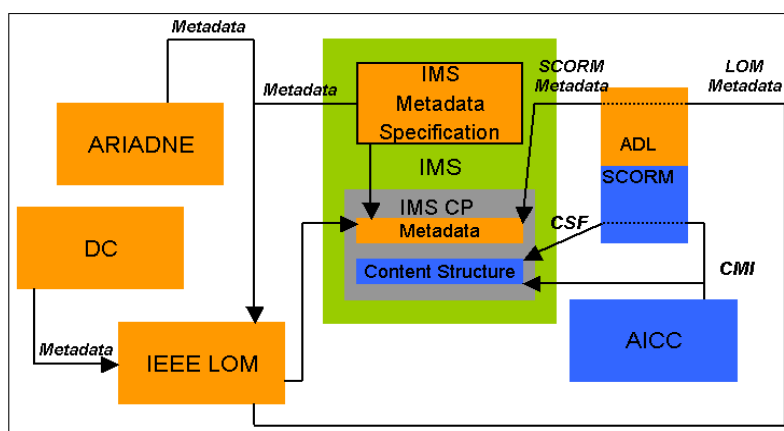 Metadata
ARIADNE
Metadata
IMS
Metadata
Specification
IMS
SCORM
Metadata
LOM
Metadata
ADL
SCORM
IMS CP
Metadata
Content Structure
CSF
CMI
DC
Metadata
IEEE LOM
AICC